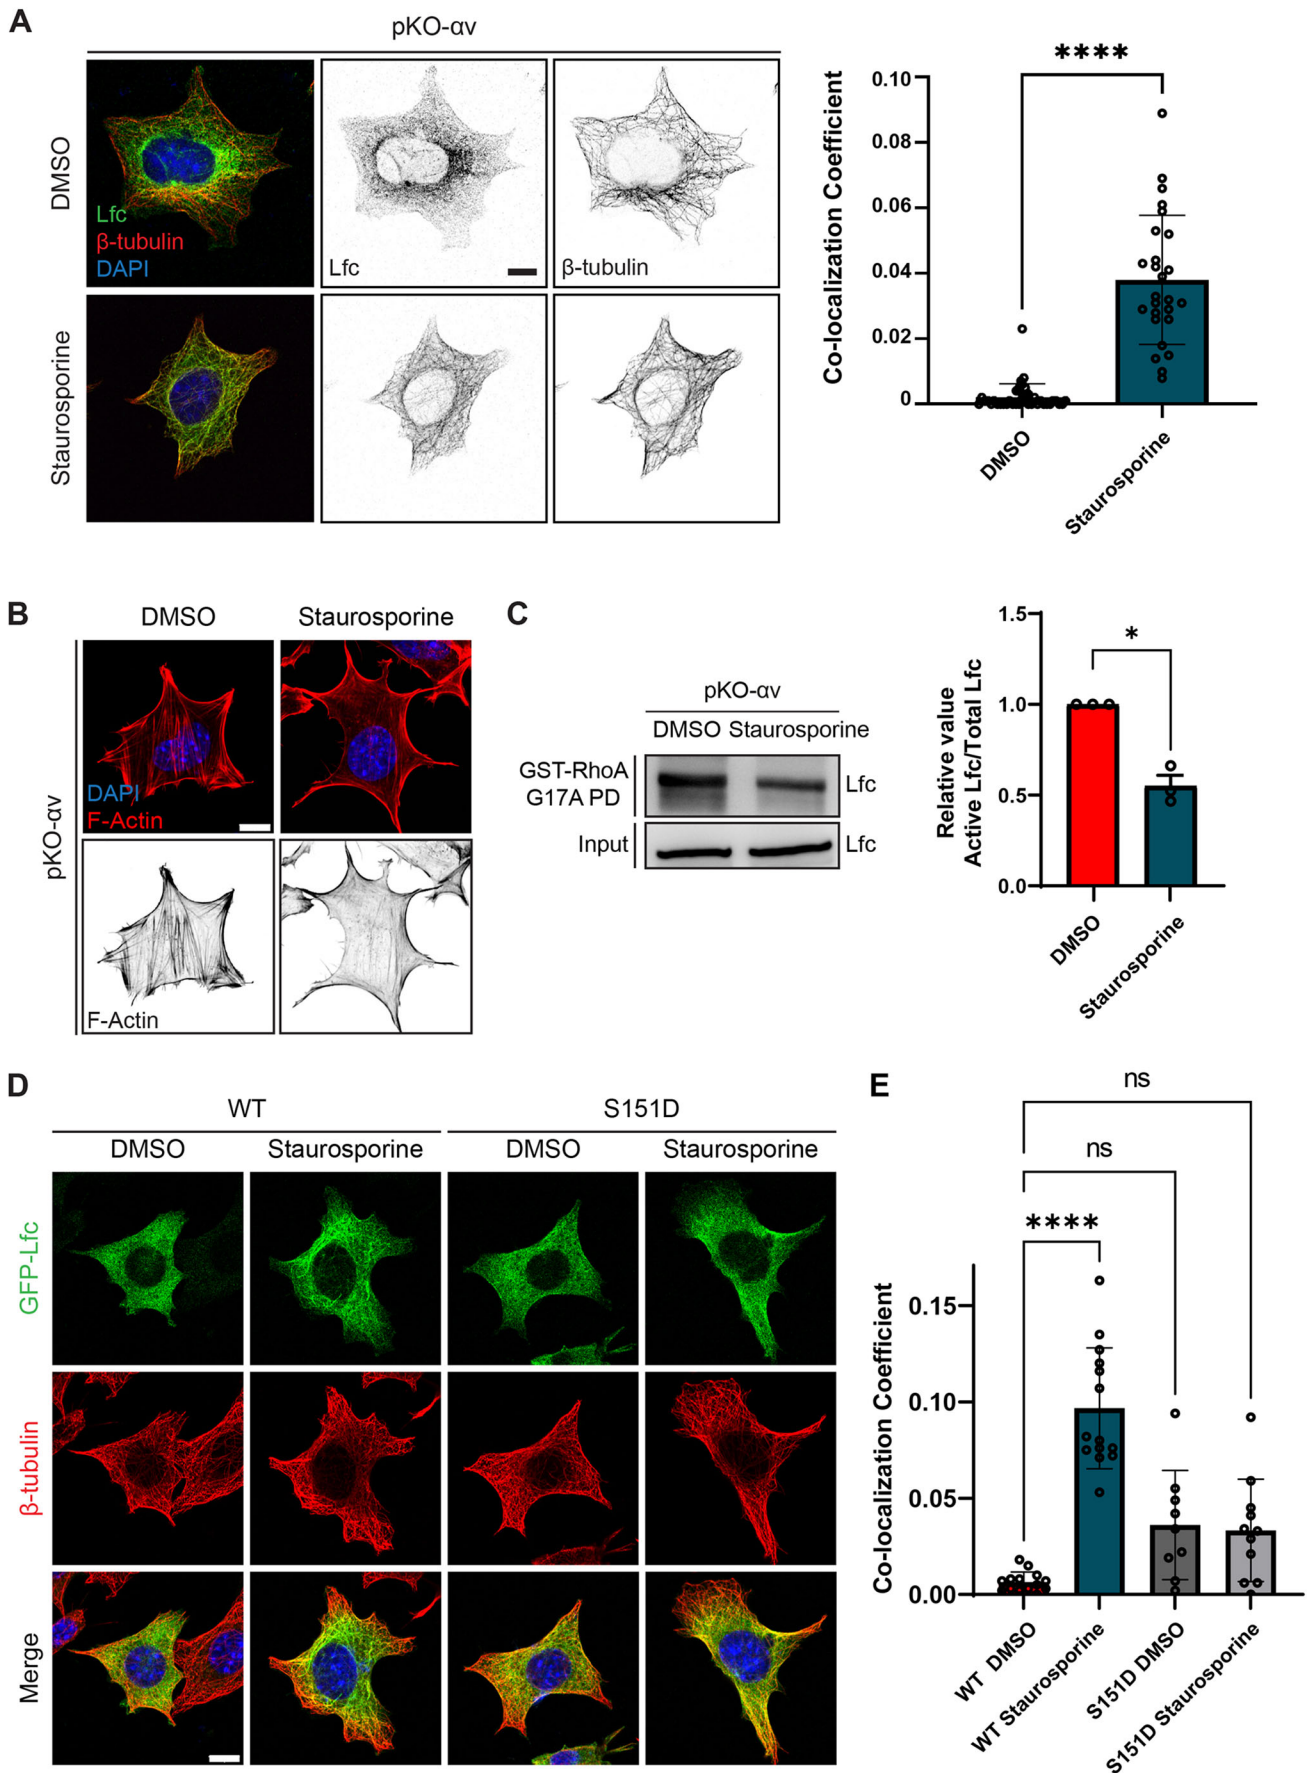 A
pKO-αv
DMSO
Lfc
β-tubulin
DAPI
Lfc
β-tubulin
Staurosporine
Co-localization Coefficient
0.10
0.08
0.06
0.04
0.02
0
****
DMSO
Staurosporine
B
DMSO
Staurosporine
pKO-αv
DAPI
F-Actin
F-Actin
C
pKO-αv
DMSO Staurosporine
GST-RhoA
G17A PD
Lfc
Input
Lfc
Relative value
Active Lfc/Total Lfc
1.5
1.0
0.5
0.0
*
DMSO
Staurosporine
D
WT
S151D
DMSO
Staurosporine
DMSO
Staurosporine
GFP-Lfc
β-tubulin
Merge
E
ns
ns
****
Co-localization Coefficient
0.15
0.10
0.05
0.00
WT DMSO
WT Staurosporine
S151D DMSO
S151D Staurosporine